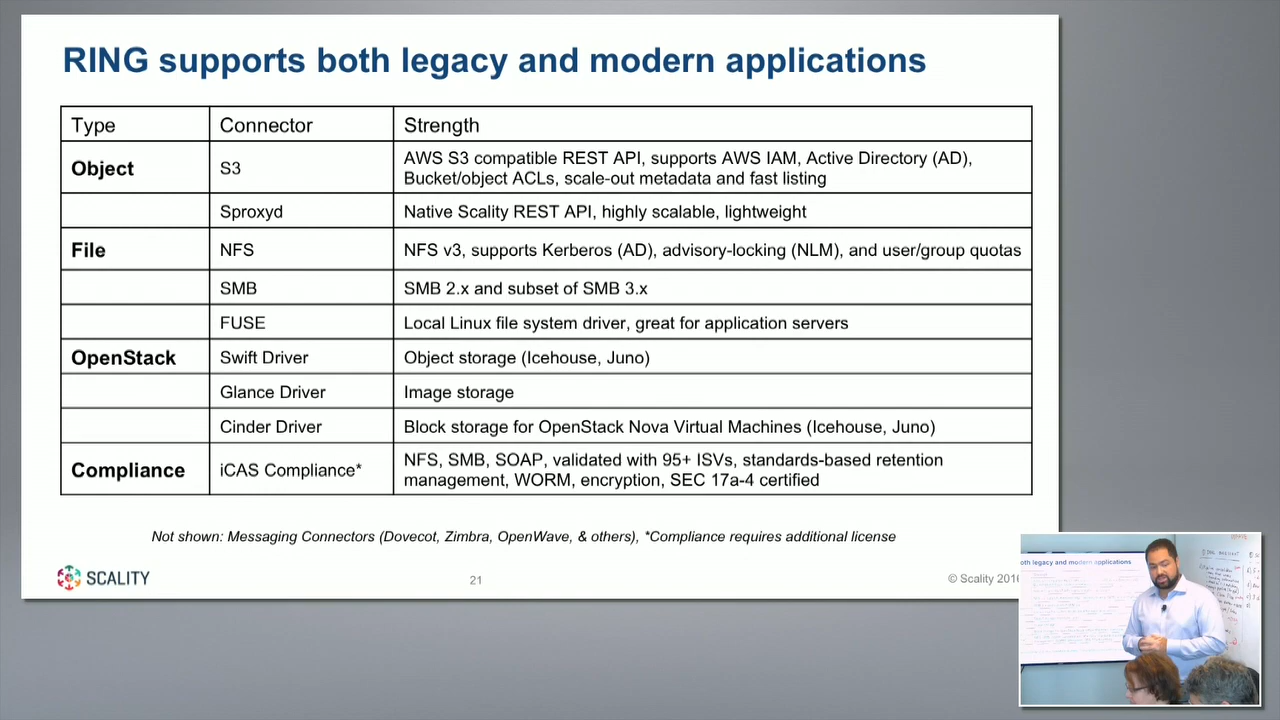 RING supports both legacy and modern applications
Type Connector Strength
Object S3 AWS S3 compatible REST API, supports AWS IAM, Active Directory (AD),
Bucket/object ACLs, scale-out metadata and fast listing
Sproxyd Native Scality REST API, highly scalable, lightweight
File NFS NFS v3, supports Kerberos (AD), advisory-locking (NLM), and user/group quotas
SMB SMB 2.x and subset of SMB 3.x
FUSE Local Linux file system driver, great for application servers
OpenStack Swift Driver Object storage (Icehouse, Juno)
Glance Driver Image storage
Cinder Driver Block storage for OpenStack Nova Virtual Machines (Icehouse, Juno)
Compliance iCAS Compliance* NFS, SMB, SOAP, validated with 95+ ISVs, standards-based retention
management, WORM, encryption, SEC 17a-4 certified
Not shown: Messaging Connectors (Dovecot, Zimbra, OpenWave, & others), *Compliance requires additional license
SCALITY 21 © Scality 2016
both legacy and modern applications